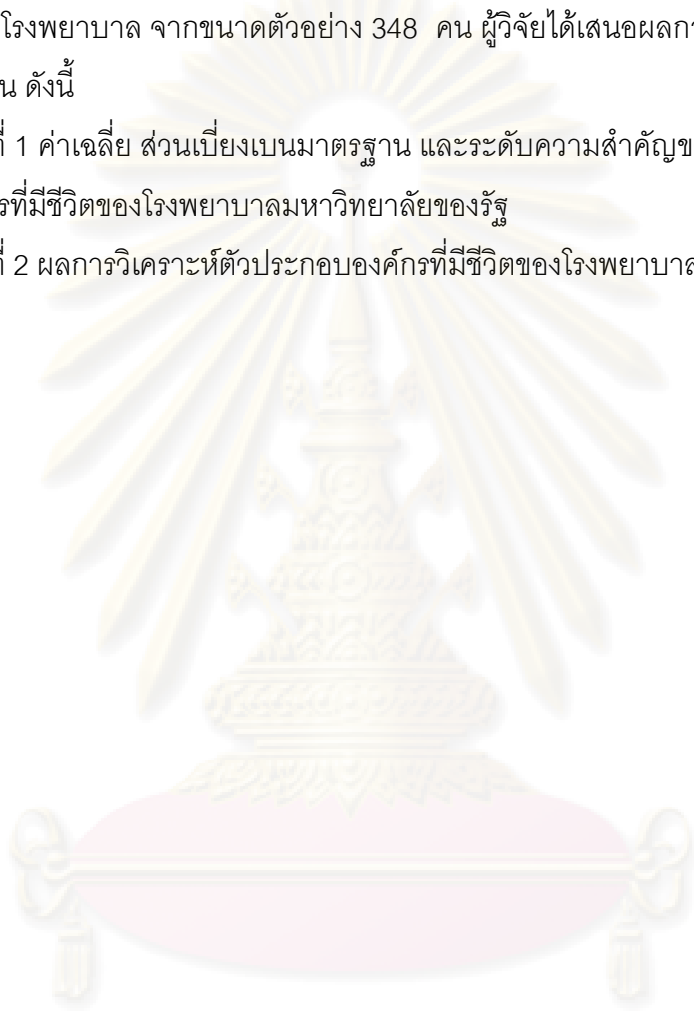 โรงพยาบาล จากขนาดตัวอย่าง 348 คน ผู้วิจัยได้เสนอผลกา
น ดังนี้
ที่ 1 ค่าเฉลี่ย ส่วนเบี่ยงเบนมาตรฐาน และระดับความสำคัญข
รที่มีชีวิตของโรงพยาบาลมหาวิทยาลัยของรัฐ
ที่ 2 ผลการวิเคราะห์ตัวประกอบองค์กรที่มีชีวิตของโรงพยาบาล